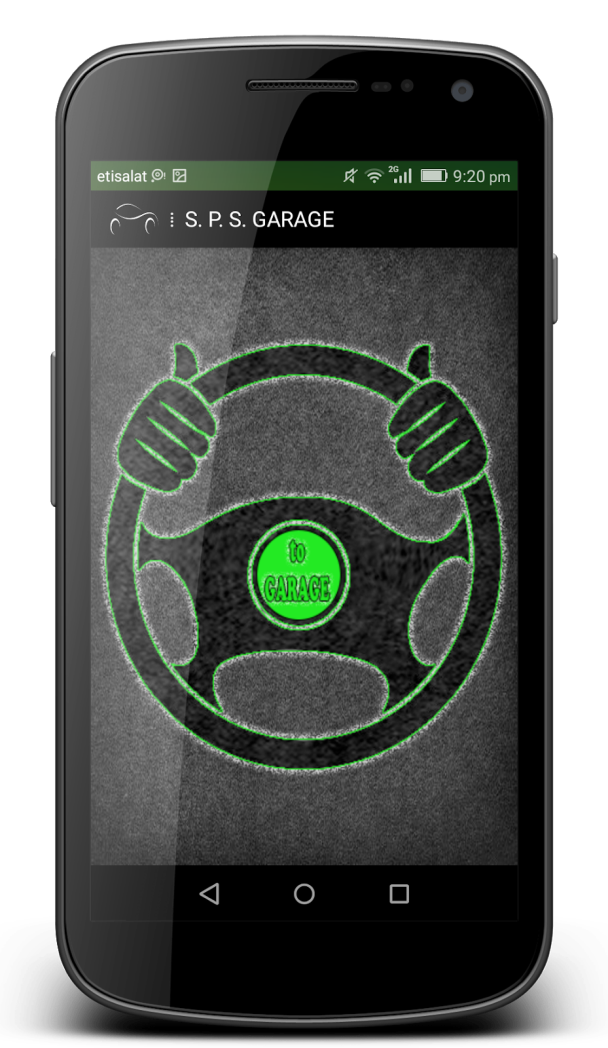 etisalat 2G 9:20 pm
S. P. S. GARAGE
to
GARAGE